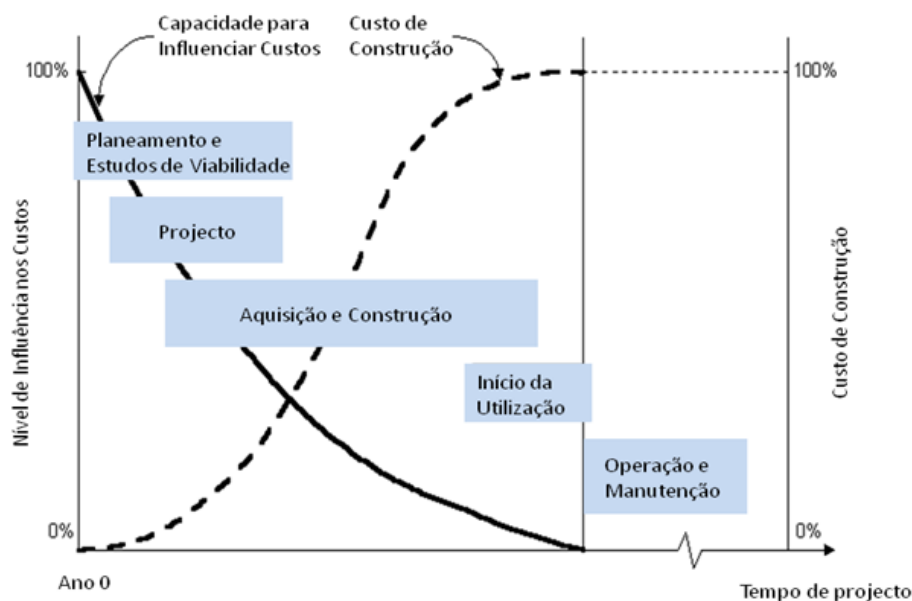 Capacidade para
Influenciar Custos
Custo de
Construção
100%
100%
Planeamento e
Estudos de Viabilidade
Projecto
Aquisição e Construção
Início da
Utilização
Operação e
Manutenção
Nível de Influência nos Custos
Custo de Construção
0%
0%
Ano 0
Tempo de projecto